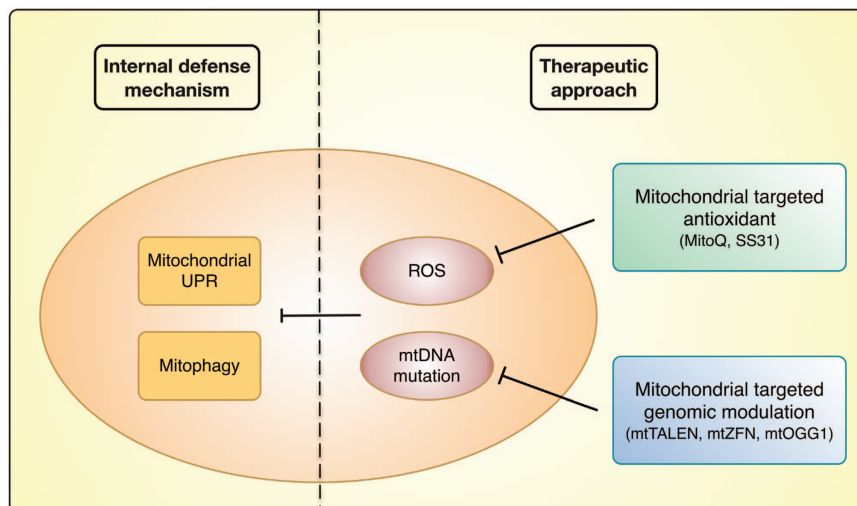 Internal defense
mechanism
Therapeutic
approach
Mitochondrial
UPR
Mitophagy
ROS
mtDNA
mutation
Mitochondrial targeted
antioxidant
(MitoQ, SS31)
Mitochondrial targeted
genomic modulation
(mtTALEN, mtZFN, mtOGG1)